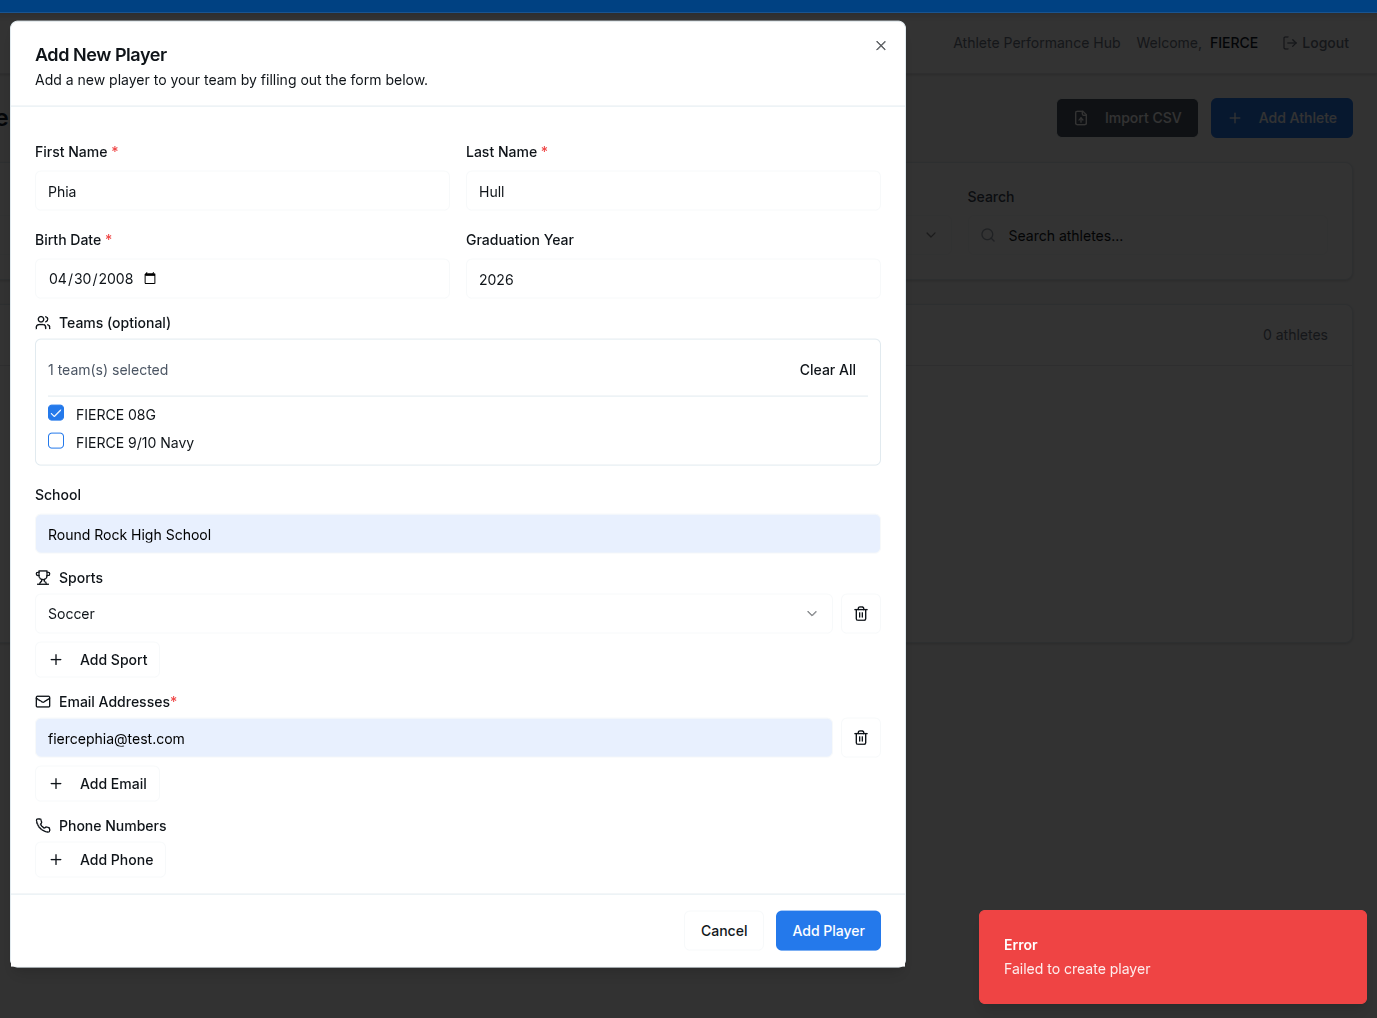 Add New Player
Add a new player to your team by filling out the form below.
Athlete Performance Hub Welcome, FIERCE Logout
Import CSV
Add Athlete
First Name *
Last Name *
Phia
Hull
Search
Search athletes...
Birth Date *
Graduation Year
04/30/2008
2026
Teams (optional)
0 athletes
1 team(s) selected
Clear All
FIERCE 08G
FIERCE 9/10 Navy
School
Round Rock High School
Sports
Soccer
Add Sport
Email Addresses*
fiercephia@test.com
Add Email
Phone Numbers
Add Phone
Cancel
Add Player
Error
Failed to create player